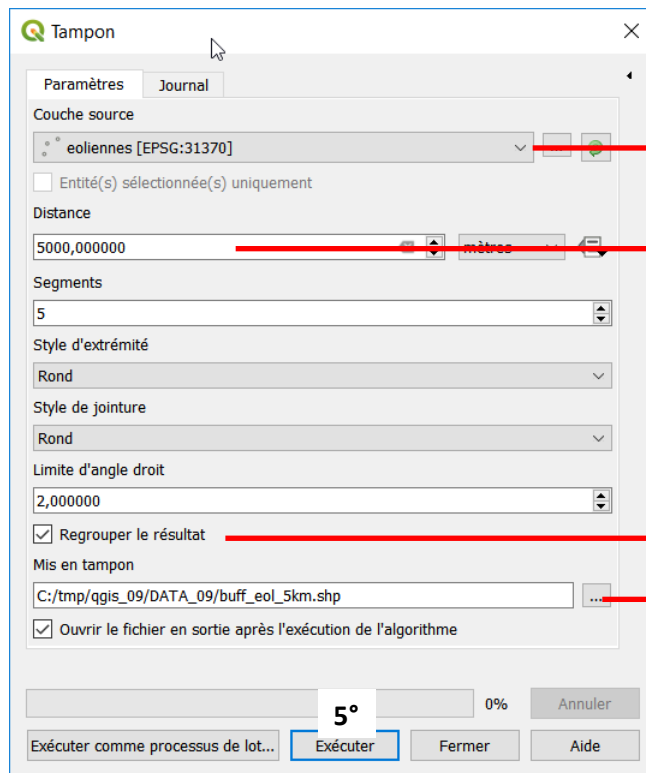 Tampon
Paramètres Journal
Couche source
eoliennes [EPSG:31370]
...
Entité(s) sélectionnée(s) uniquement
Distance
5000,000000 mètres
Segments
5
Style d'extrémité
Rond
Style de jointure
Rond
Limite d'angle droit
2,000000
Regrouper le résultat
Mis en tampon
C:/tmp/qgis_09/DATA_09/buff_eol_5km.shp ...
Ouvrir le fichier en sortie après l'exécution de l'algorithme
0% Annuler
5°
Exécuter comme processus de lot... Exécuter Fermer Aide